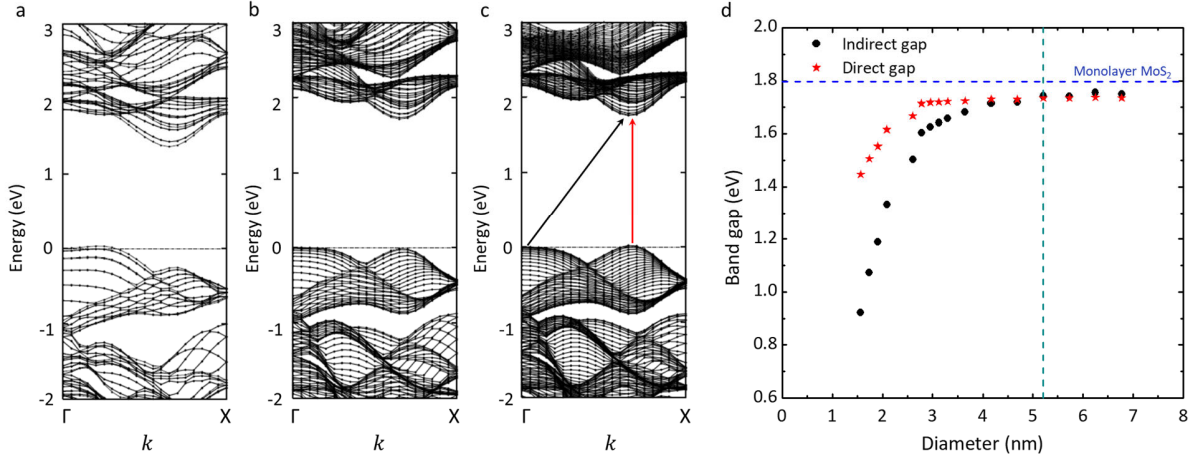 a
3
2
1
0
-1
-2
Energy (eV)
Γ
X
k
b
3
2
1
0
-1
-2
Energy (eV)
Γ
X
k
c
3
2
1
0
-1
-2
Energy (eV)
Γ
X
k
d
2.0
1.8
1.6
1.4
1.2
1.0
0.8
0.6
Band gap (eV)
Indirect gap
Direct gap
Monolayer MoS₂
0 1 2 3 4 5 6 7 8
Diameter (nm)